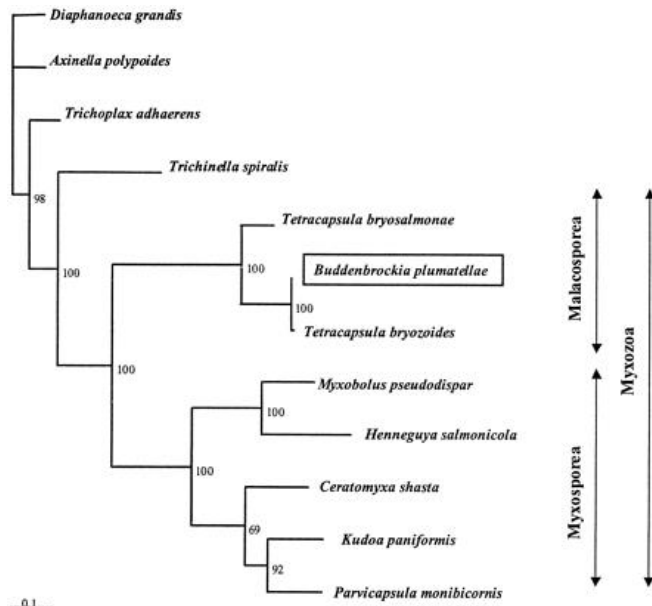 Diaphanoeca grandis
Axinella polypoides
Trichoplax adhaerens
Trichinella spiralis
98
Tetracapsula bryosalmonae
100
100
Buddenbrockia plumatellae
100
Tetracapsula bryozoides
100
Myxobolus pseudodispar
100
Henneguya salmonicola
100
Ceratomyxa shasta
69
Kudoa paniformis
92
Parvicapsula monibicornis
0.1
Malacosporea
Myxosporea
Myxozoa